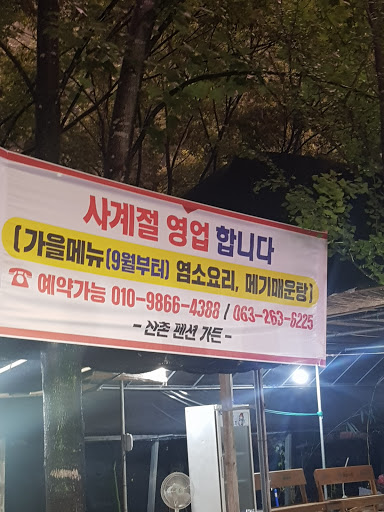 사계절 영업 합니다
(가을메뉴(9월부터) 염소요리, 메기매운탕)
☎ 예약가능 010-9866-4388 / 063-263-6225
- 산촌 펜션 가든 -